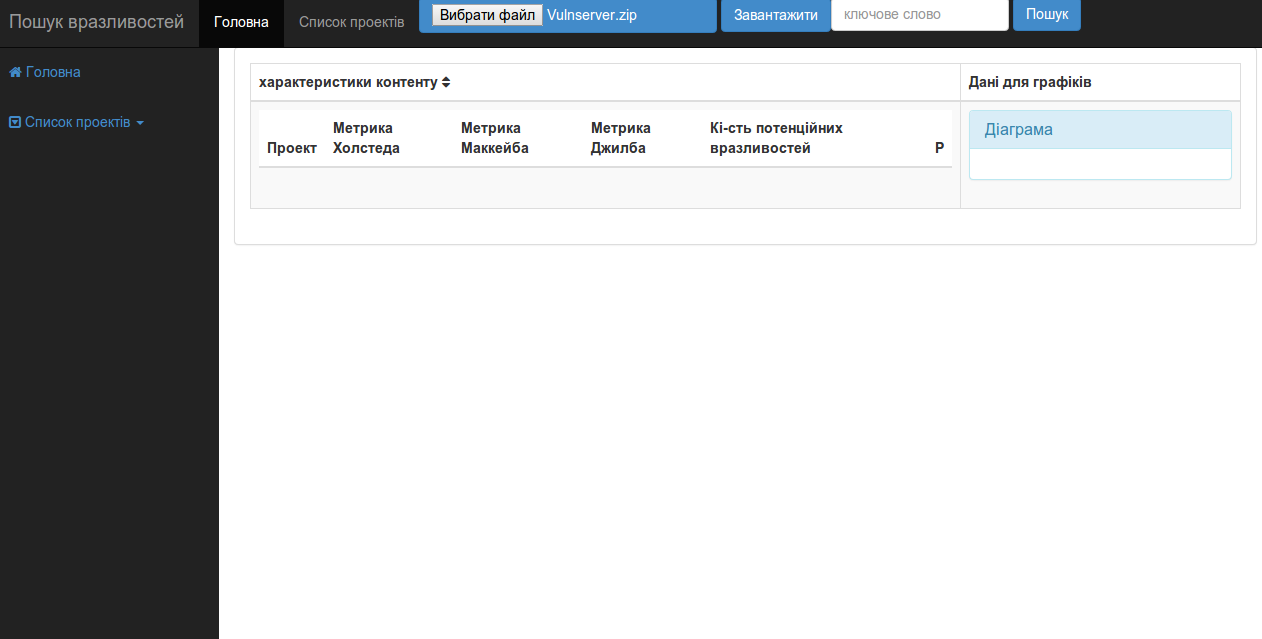 Пошук вразливостей
Головна
Список проектів
Вибрати файл Vulnserver.zip
Завантажити
ключове слово
Пошук
Головна
Список проектів
характеристики контенту
Дані для графіків
Проект
Метрика
Холстеда
Метрика
Маккейба
Метрика
Джилба
Кі-сть потенційних
вразливостей
Р
Діаграма